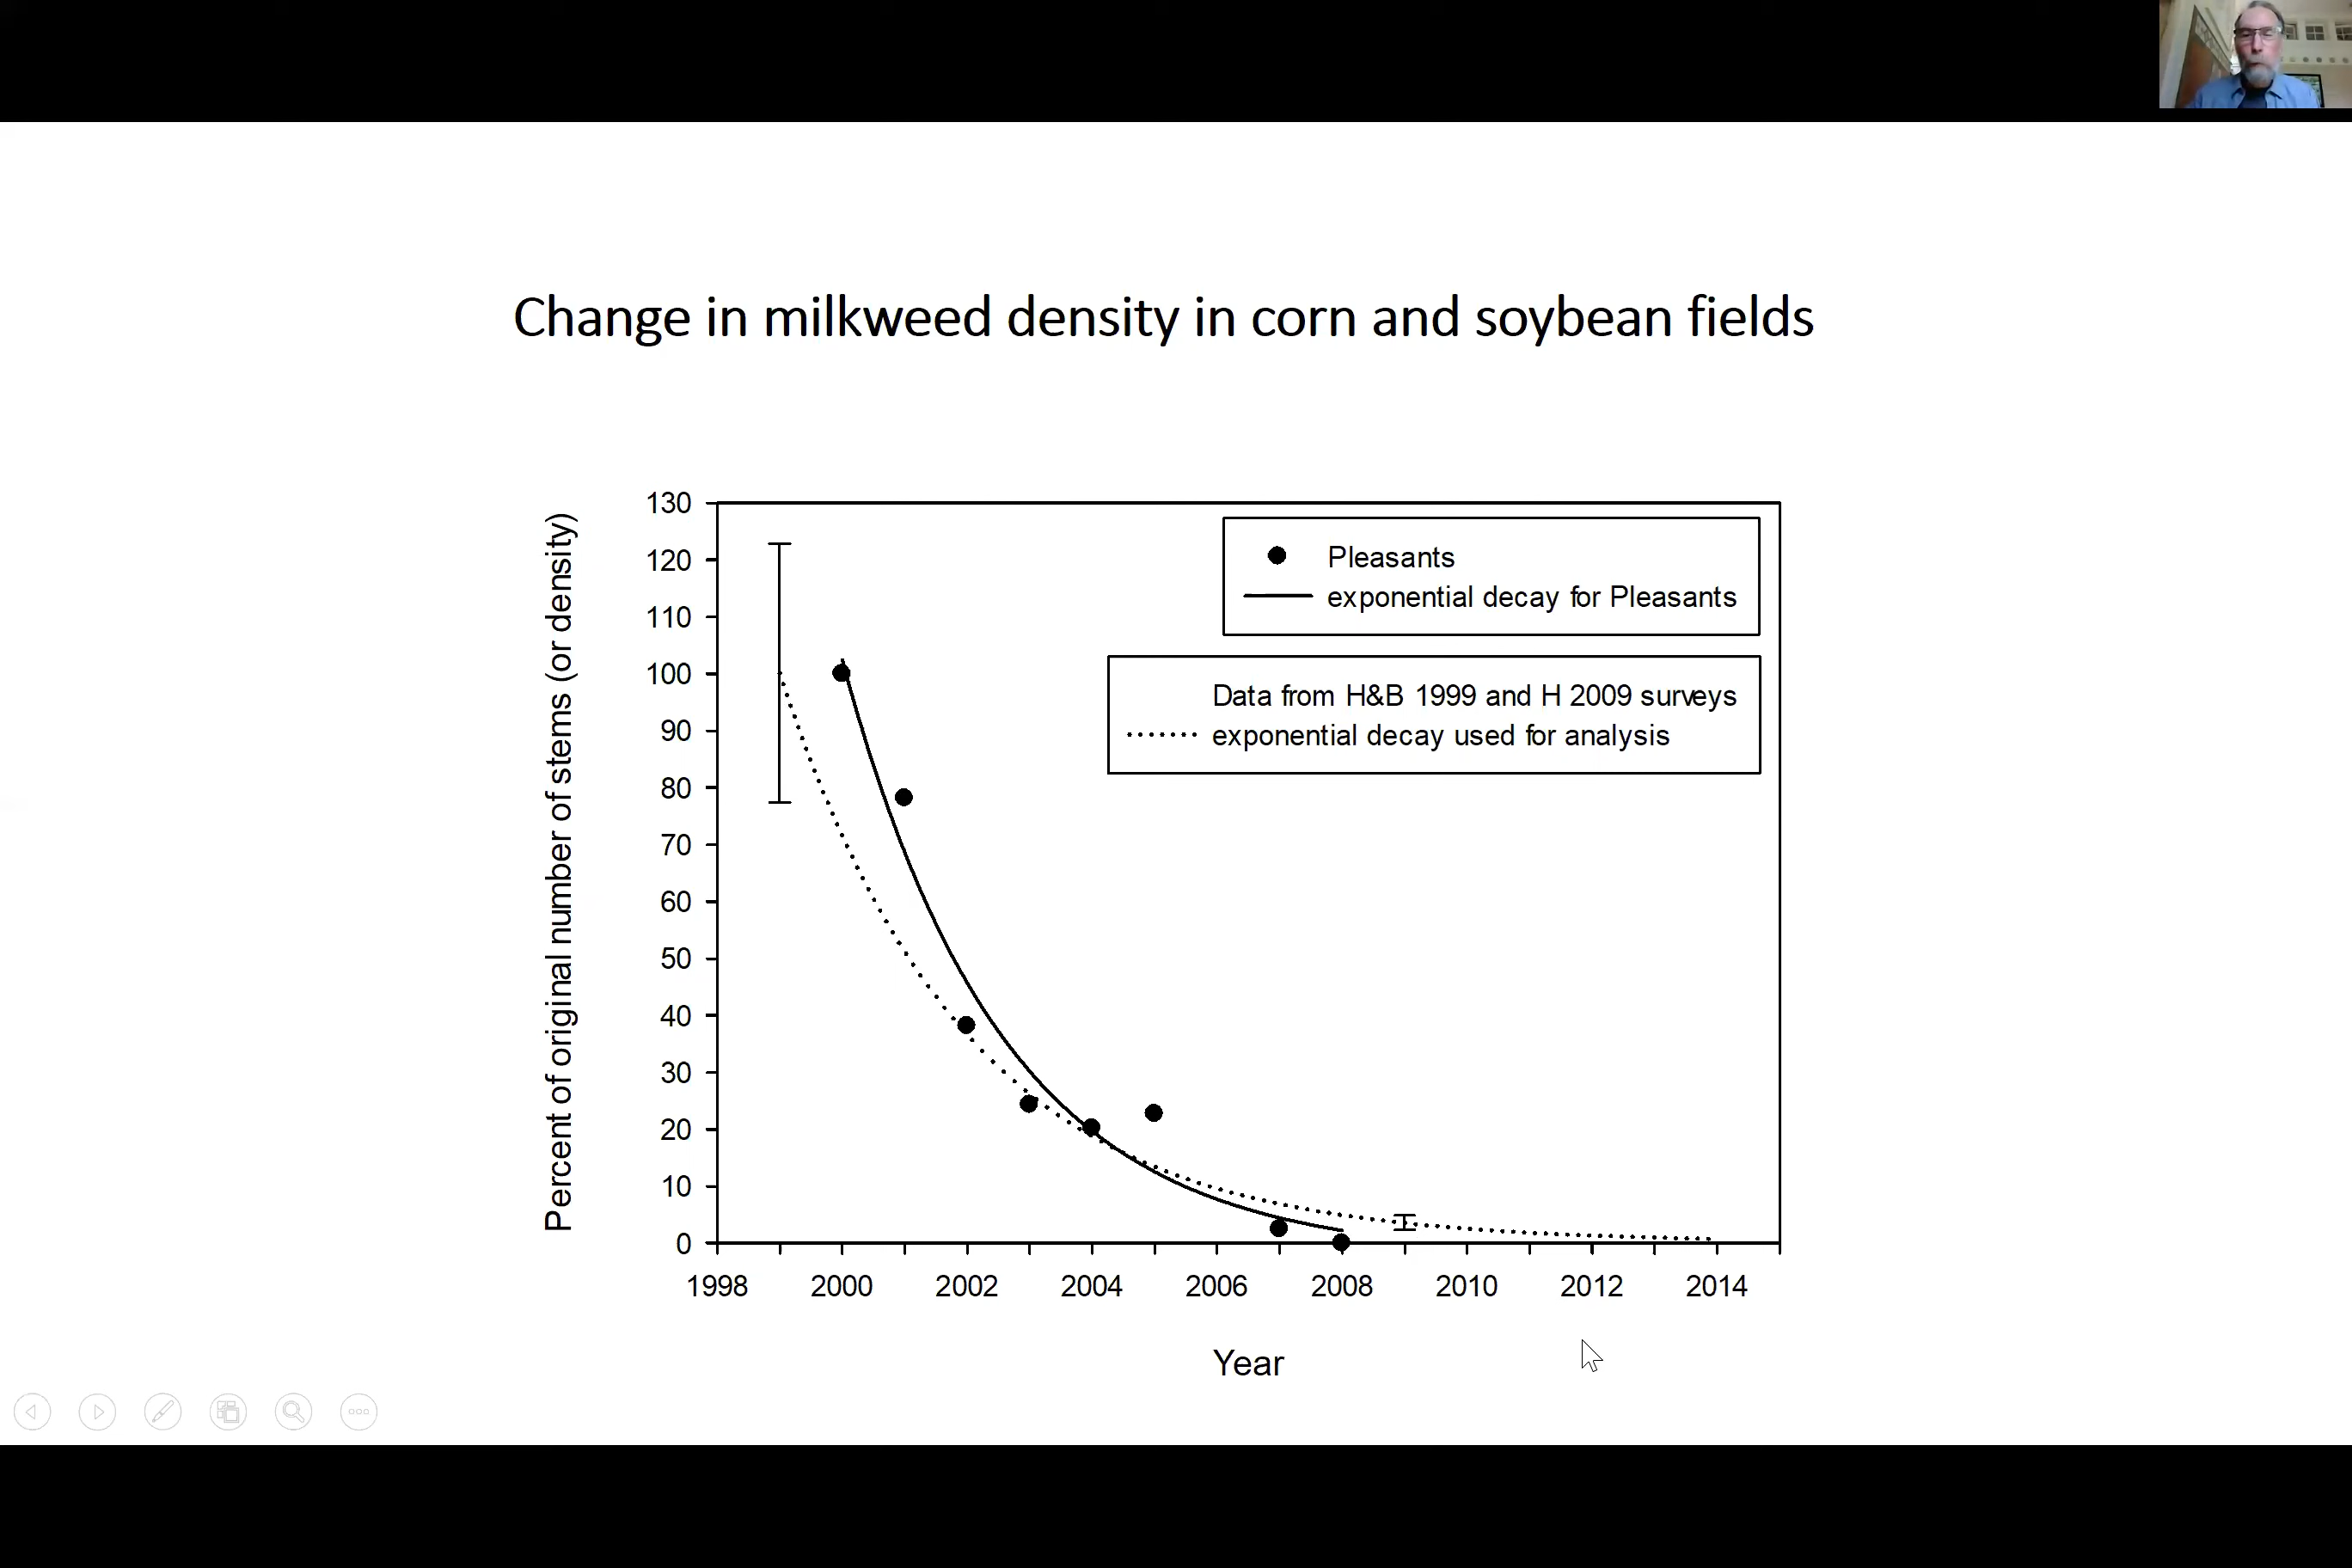 Change in milkweed density in corn and soybean fields
Percent of original number of stems (or density)
130
120
110
100
90
80
70
60
50
40
30
20
10
0
Pleasants
exponential decay for Pleasants
Data from H&B 1999 and H 2009 surveys
exponential decay used for analysis
1998 2000 2002 2004 2006 2008 2010 2012 2014
Year